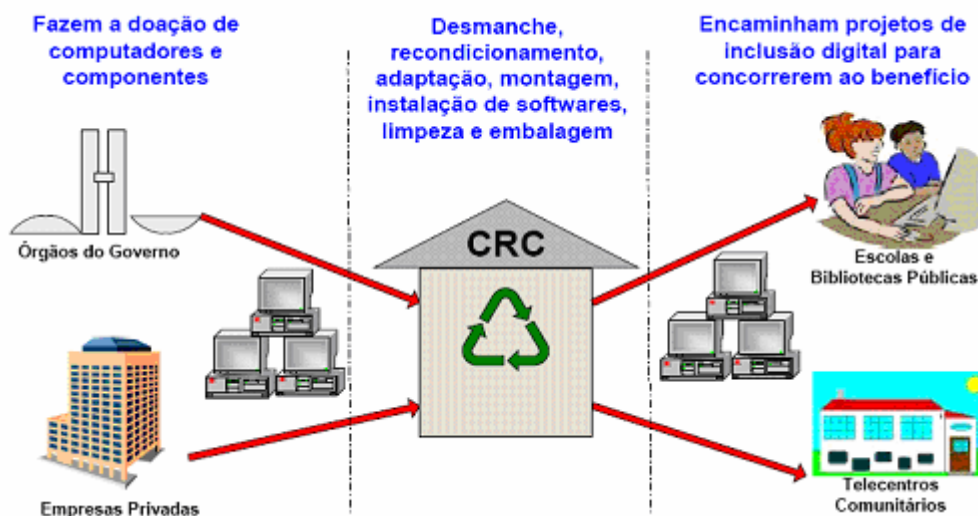 Fazem a doação de
computadores e
componentes
Órgãos do Governo
Empresas Privadas
Desmanche,
recondicionamento,
adaptação, montagem,
instalação de softwares,
limpeza e embalagem
CRC
Encaminham projetos de
inclusão digital para
concorrerem ao benefício
Escolas e
Bibliotecas Públicas
Telecentros
Comunitários